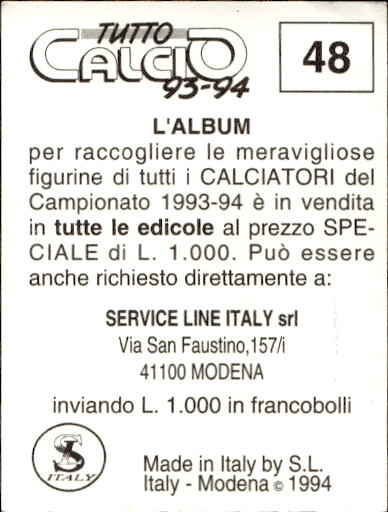 TUTTO
CALCIO
93-94
48
L'ALBUM
per raccogliere le meravigliose
figurine di tutti i CALCIATORI del
Campionato 1993-94 è in vendita
in tutte le edicole al prezzo SPE-
CIALE di L. 1.000. Può essere
anche richiesto direttamente a:
SERVICE LINE ITALY srl
Via San Faustino,157/i
41100 MODENA
inviando L. 1.000 in francobolli
SL
ITALY
Made in Italy by S.L.
Italy - Modena © 1994